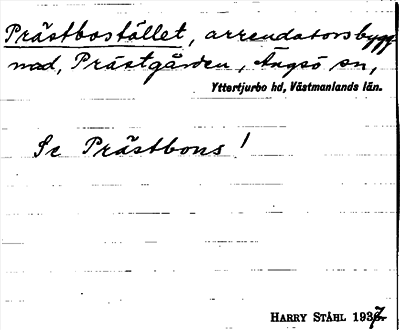 Prästbostället, arrendatorsbygg-
nad, Prästgården, Ängsö sn,
Yttertjurbo hd, Västmanlands län.
Se Prästbons!
HARRY STÅHL 1937